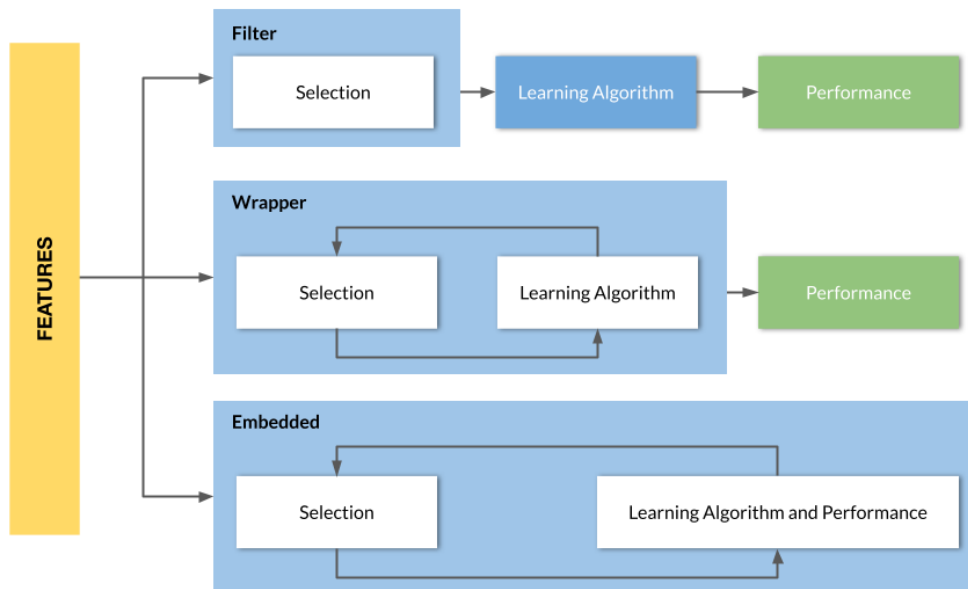 FEATURES
Filter
Selection
Learning Algorithm
Performance
Wrapper
Selection
Learning Algorithm
Performance
Embedded
Selection
Learning Algorithm and Performance